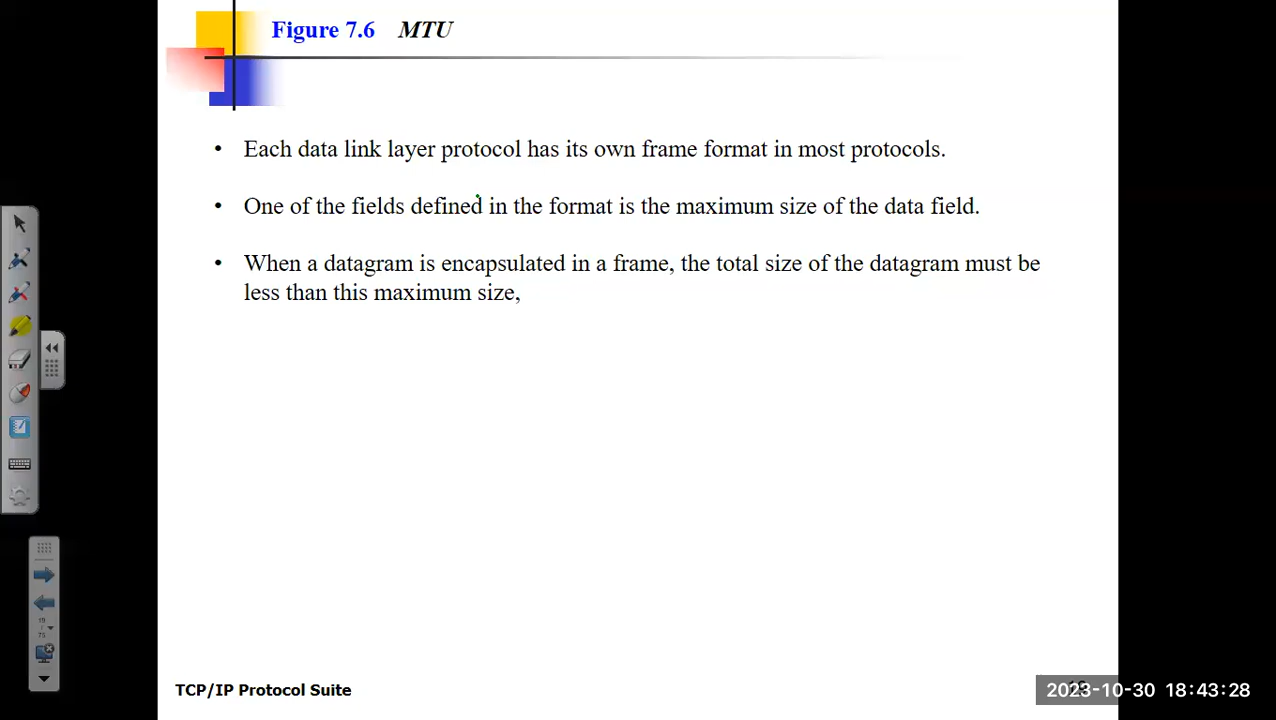 Figure 7.6 MTU
• Each data link layer protocol has its own frame format in most protocols.
• One of the fields defined in the format is the maximum size of the data field.
• When a datagram is encapsulated in a frame, the total size of the datagram must be
less than this maximum size,
19
/
75
TCP/IP Protocol Suite
2023-10-30 18:43:28